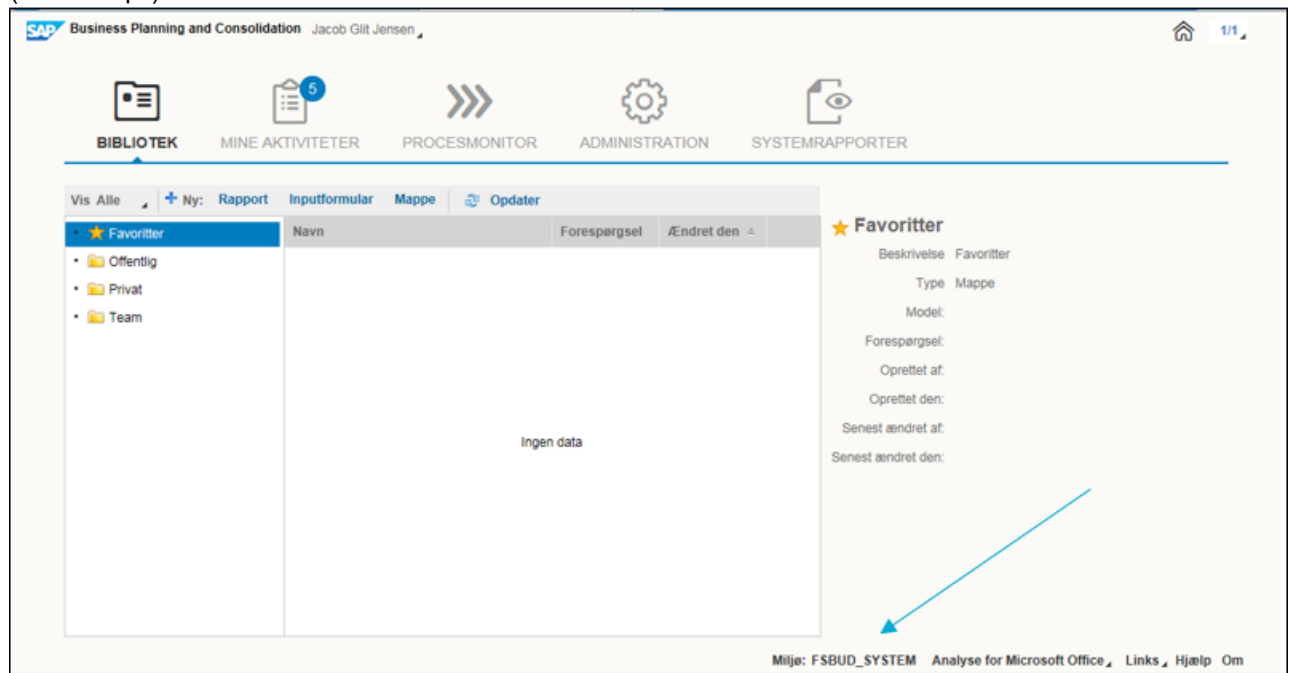 SAP Business Planning and Consolidation Jacob Glit Jensen
1/1
5
BIBLIOTEK MINE AKTIVITETER PROCESMONITOR ADMINISTRATION SYSTEMRAPPORTER
Vis Alle Ny: Rapport Inputformular Mappe Opdater
Favoritter
Offentlig
Privat
Team
Navn Forespørgsel Ændret den
Ingen data
Favoritter
Beskrivelse Favoritter
Type Mappe
Model:
Forespørgsel:
Oprettet af:
Oprettet den:
Senest ændret af:
Senest ændret den:
Miljø: FSBUD_SYSTEM Analyse for Microsoft Office Links Hjælp Om